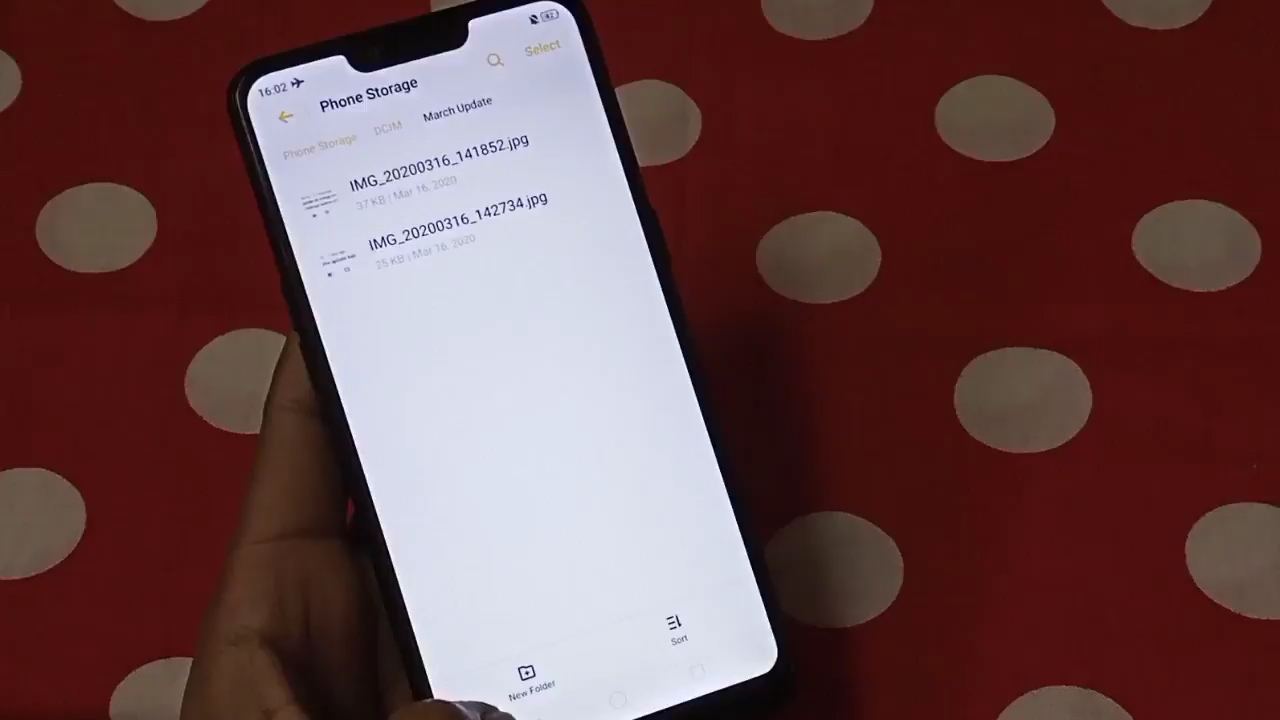 16:02
Select
Phone Storage
Phone Storage DCIM March Update
IMG_20200316_141852.jpg
37 KB | Mar 16, 2020
IMG_20200316_142734.jpg
25 KB | Mar 16, 2020
New Folder
Sort